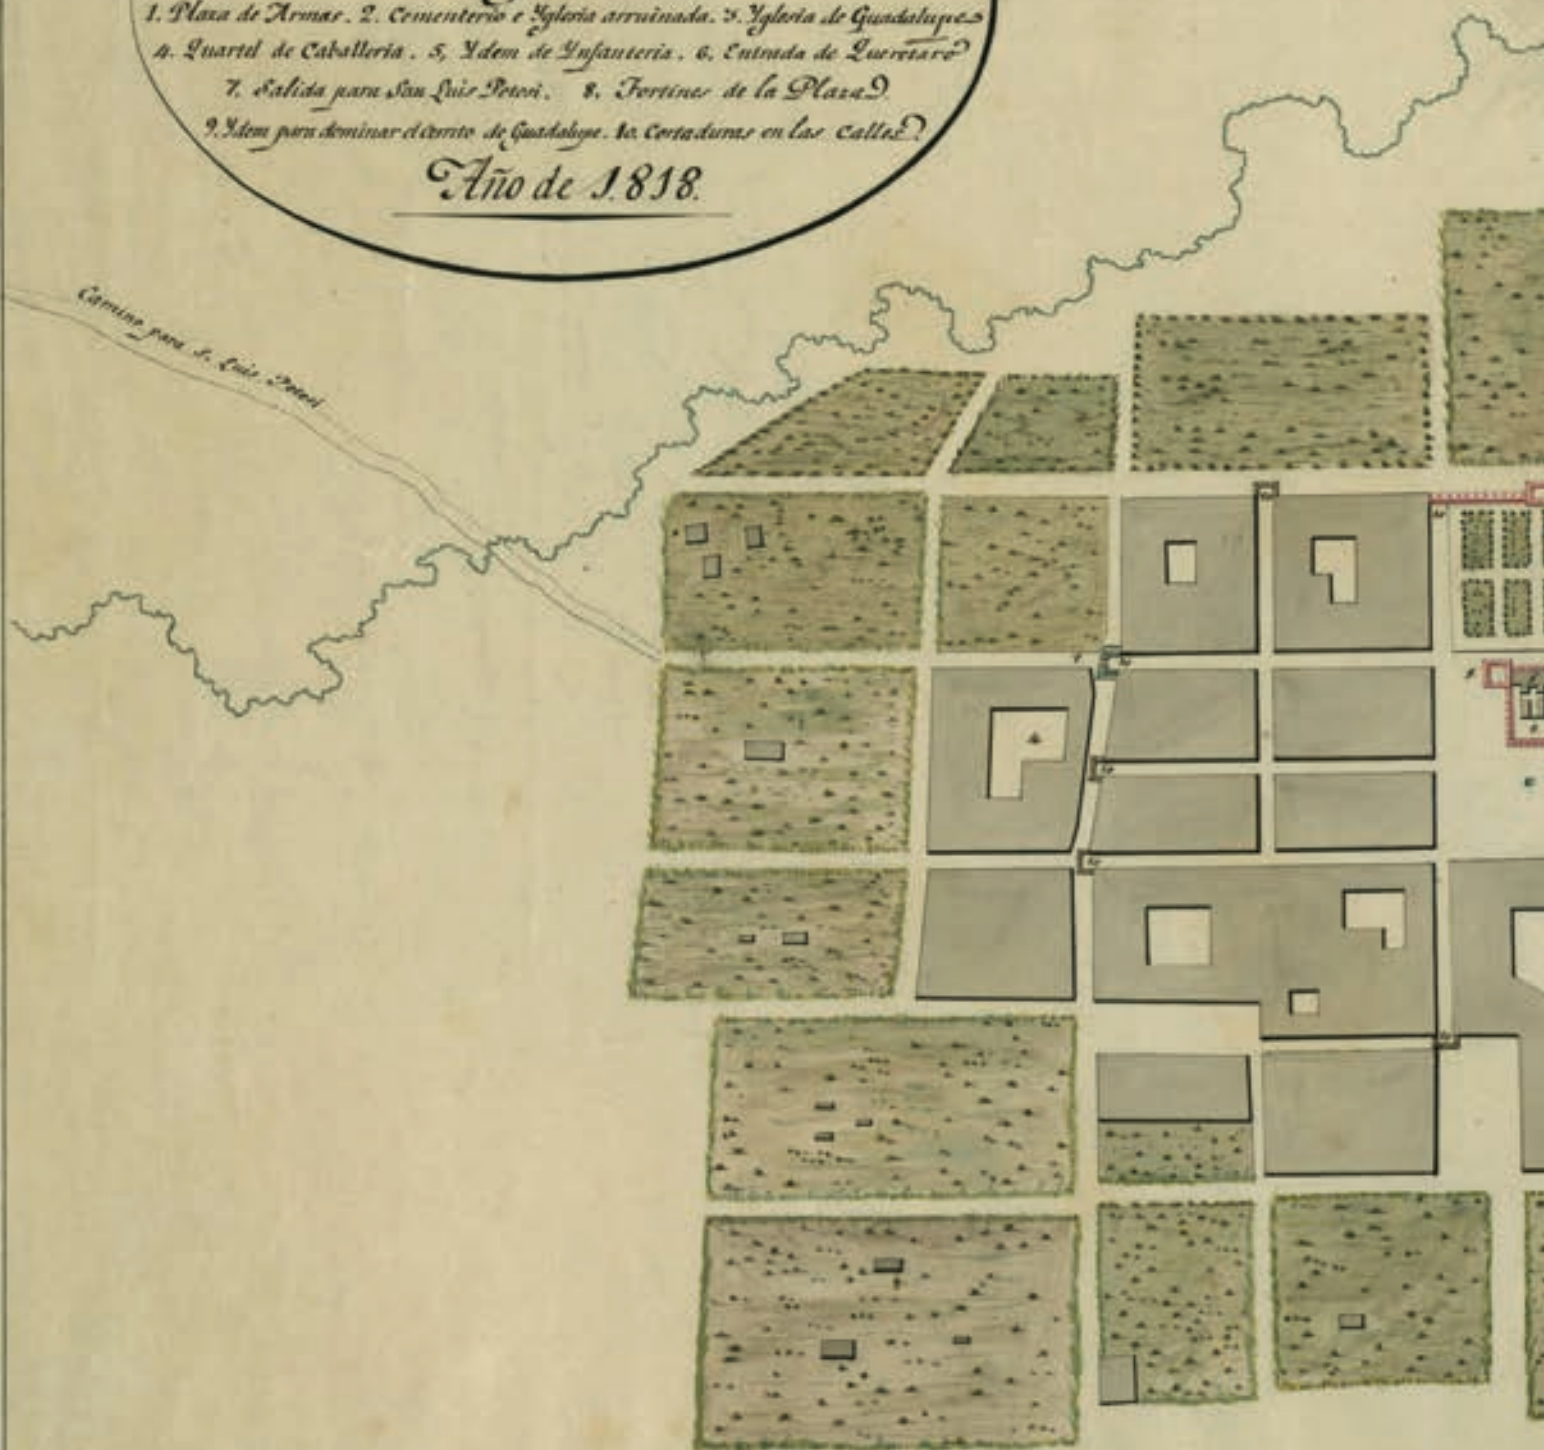 1. Plaza de Armas. 2. Cementerio e Yglesia arruinada. 3. Yglesia de Guadalupe
4. Quartel de Caballeria. 5, Ydem de Ynfanteria. 6. Entrada de Queretaro
7. Salida para San Luis Potosi. 8. Fortines de la Plaza
9. Ydem para dominar el Cerrito de Guadalupe. 10. Cortaduras en las Calles
Año de 1.818.
Camino para S. Luis Potosi